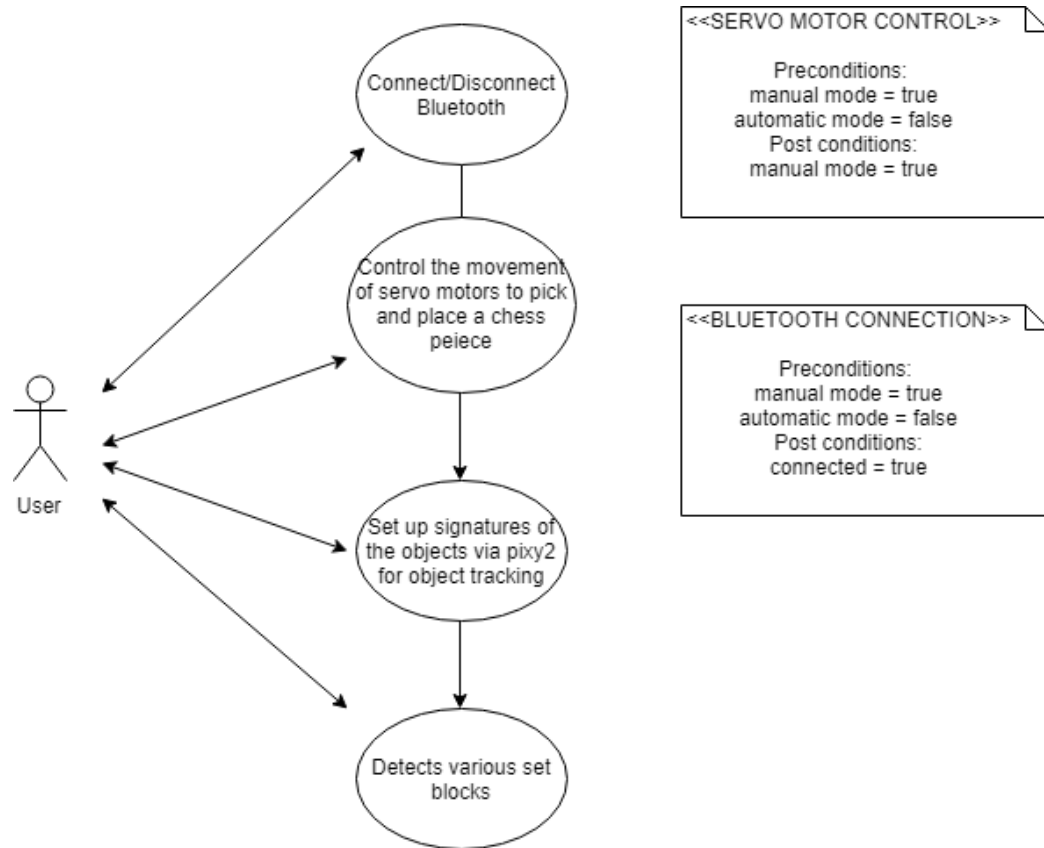 Connect/Disconnect
Bluetooth
Control the movement
of servo motors to pick
and place a chess
peiece
Set up signatures of
the objects via pixy2
for object tracking
Detects various set
blocks
User
<<SERVO MOTOR CONTROL>>
Preconditions:
manual mode = true
automatic mode = false
Post conditions:
manual mode = true
<<BLUETOOTH CONNECTION>>
Preconditions:
manual mode = true
automatic mode = false
Post conditions:
connected = true